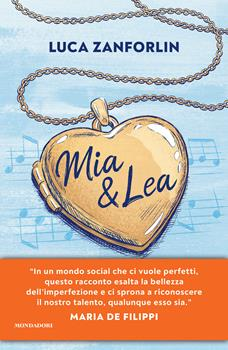 LUCA ZANFORLIN
Mia
& Lea
"In un mondo social che ci vuole perfetti,
questo racconto esalta la bellezza
dell'imperfezione e ci sprona a riconoscere
il nostro talento, qualunque esso sia."
MARIA DE FILIPPI
MONDADORI